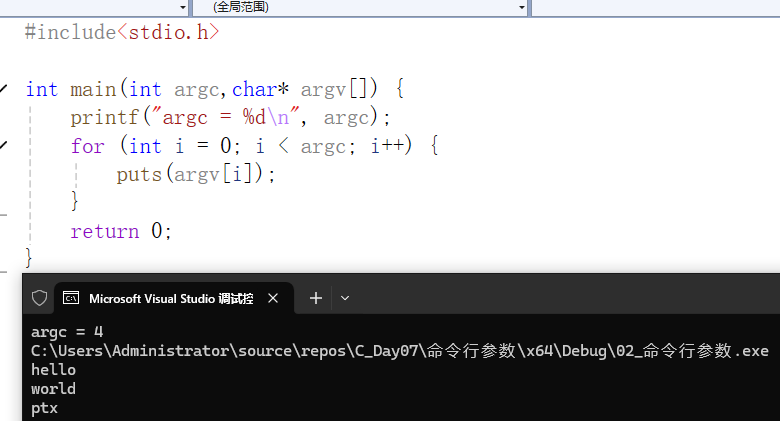 (全局范围)
#include<stdio.h>
int main(int argc,char* argv[]) {
printf("argc = %d\n", argc);
for (int i = 0; i < argc; i++) {
puts(argv[i]);
}
return 0;
}
Microsoft Visual Studio 调试控
argc = 4
C:\Users\Administrator\source\repos\C_Day07\命令行参数\x64\Debug\02_命令行参数.exe
hello
world
ptx